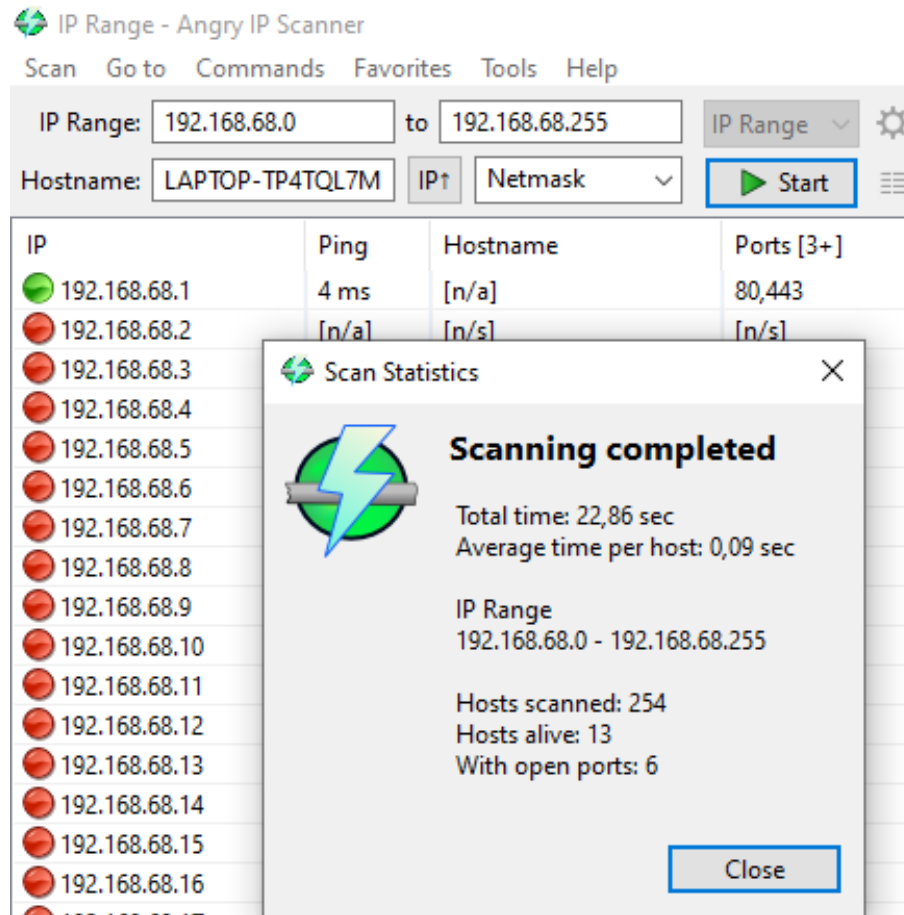 IP Range - Angry IP Scanner
Scan Go to Commands Favorites Tools Help
IP Range: 192.168.68.0 to 192.168.68.255 IP Range
Hostname: LAPTOP-TP4TQL7M IP↑ Netmask Start
IP Ping Hostname Ports [3+]
192.168.68.1 4 ms [n/a] 80,443
192.168.68.2 [n/a] [n/s] [n/s]
192.168.68.3
192.168.68.4
192.168.68.5
192.168.68.6
192.168.68.7
192.168.68.8
192.168.68.9
192.168.68.10
192.168.68.11
192.168.68.12
192.168.68.13
192.168.68.14
192.168.68.15
192.168.68.16
Scan Statistics
Scanning completed
Total time: 22,86 sec
Average time per host: 0,09 sec
IP Range
192.168.68.0 - 192.168.68.255
Hosts scanned: 254
Hosts alive: 13
With open ports: 6
Close